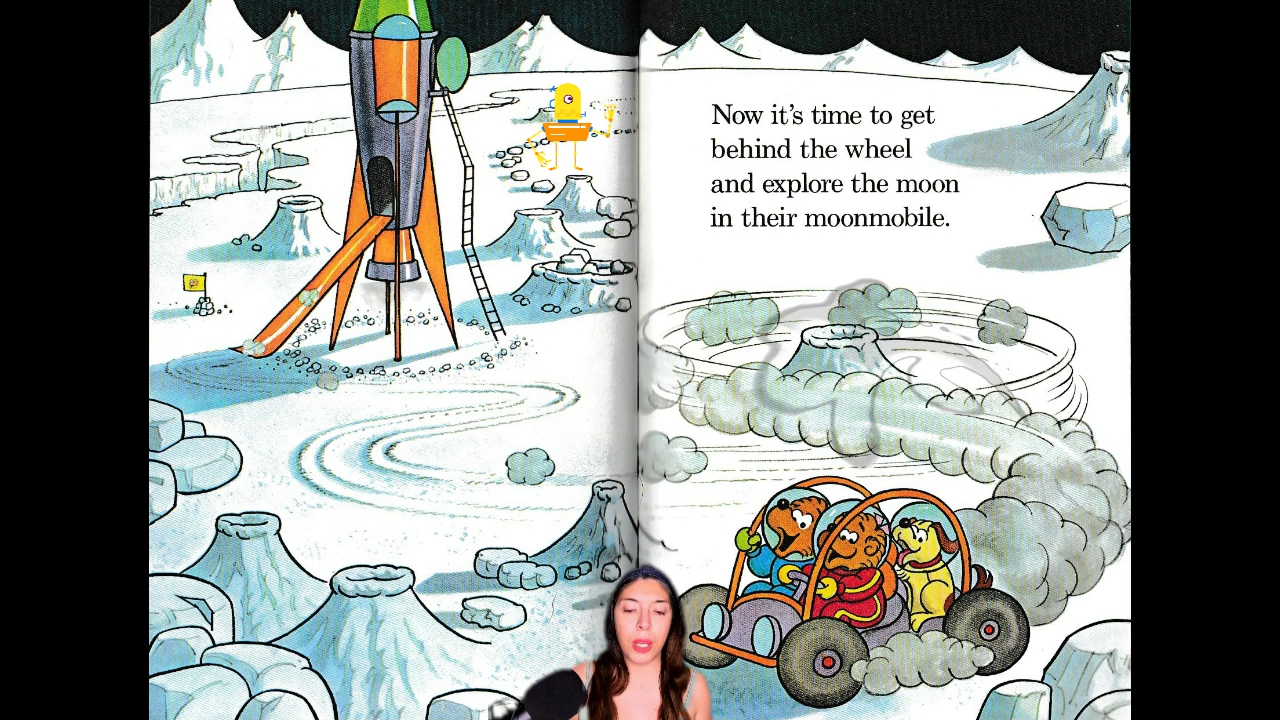 Now it's time to get
behind the wheel
and explore the moon
in their moonmobile.